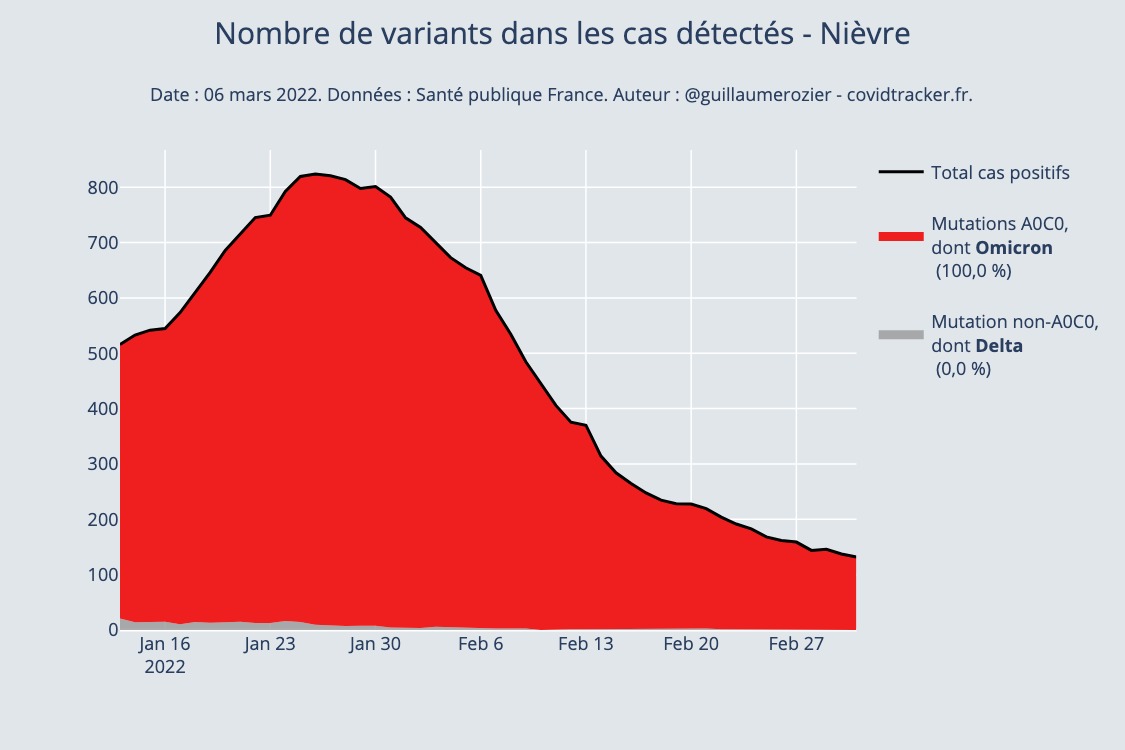 Nombre de variants dans les cas détectés - Nièvre
Date : 06 mars 2022. Données : Santé publique France. Auteur : @guillaumerozier - covidtracker.fr.
Total cas positifs
Mutations A0C0,
dont Omicron
(100,0 %)
Mutation non-A0C0,
dont Delta
(0,0 %)
800
700
600
500
400
300
200
100
0
Jan 16 Jan 23 Jan 30 Feb 6 Feb 13 Feb 20 Feb 27
2022